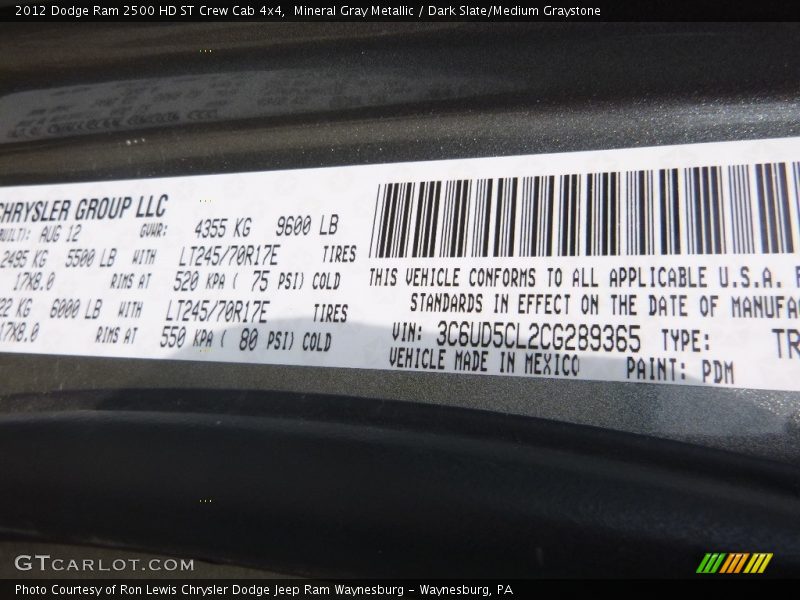 2012 Dodge Ram 2500 HD ST Crew Cab 4x4,  Mineral Gray Metallic / Dark Slate/Medium Graystone
CHRYSLER GROUP LLC
AUG 12 GVWR: 4355 KG 9600 LB
2495 KG 5500 LB WITH LT245/70R17E TIRES
17X8.0 RIMS AT 520 KPA ( 75 PSI) COLD
KG 6000 LB WITH LT245/70R17E TIRES
17X8.0 RIMS AT 550 KPA ( 80 PSI) COLD
THIS VEHICLE CONFORMS TO ALL APPLICABLE U.S.A.
STANDARDS IN EFFECT ON THE DATE OF MANUFA
VIN: 3C6UD5CL2CG289365 TYPE: TR
VEHICLE MADE IN MEXICO PAINT: PDM
GTCARLOT.COM
Photo Courtesy of Ron Lewis Chrysler Dodge Jeep Ram Waynesburg - Waynesburg, PA